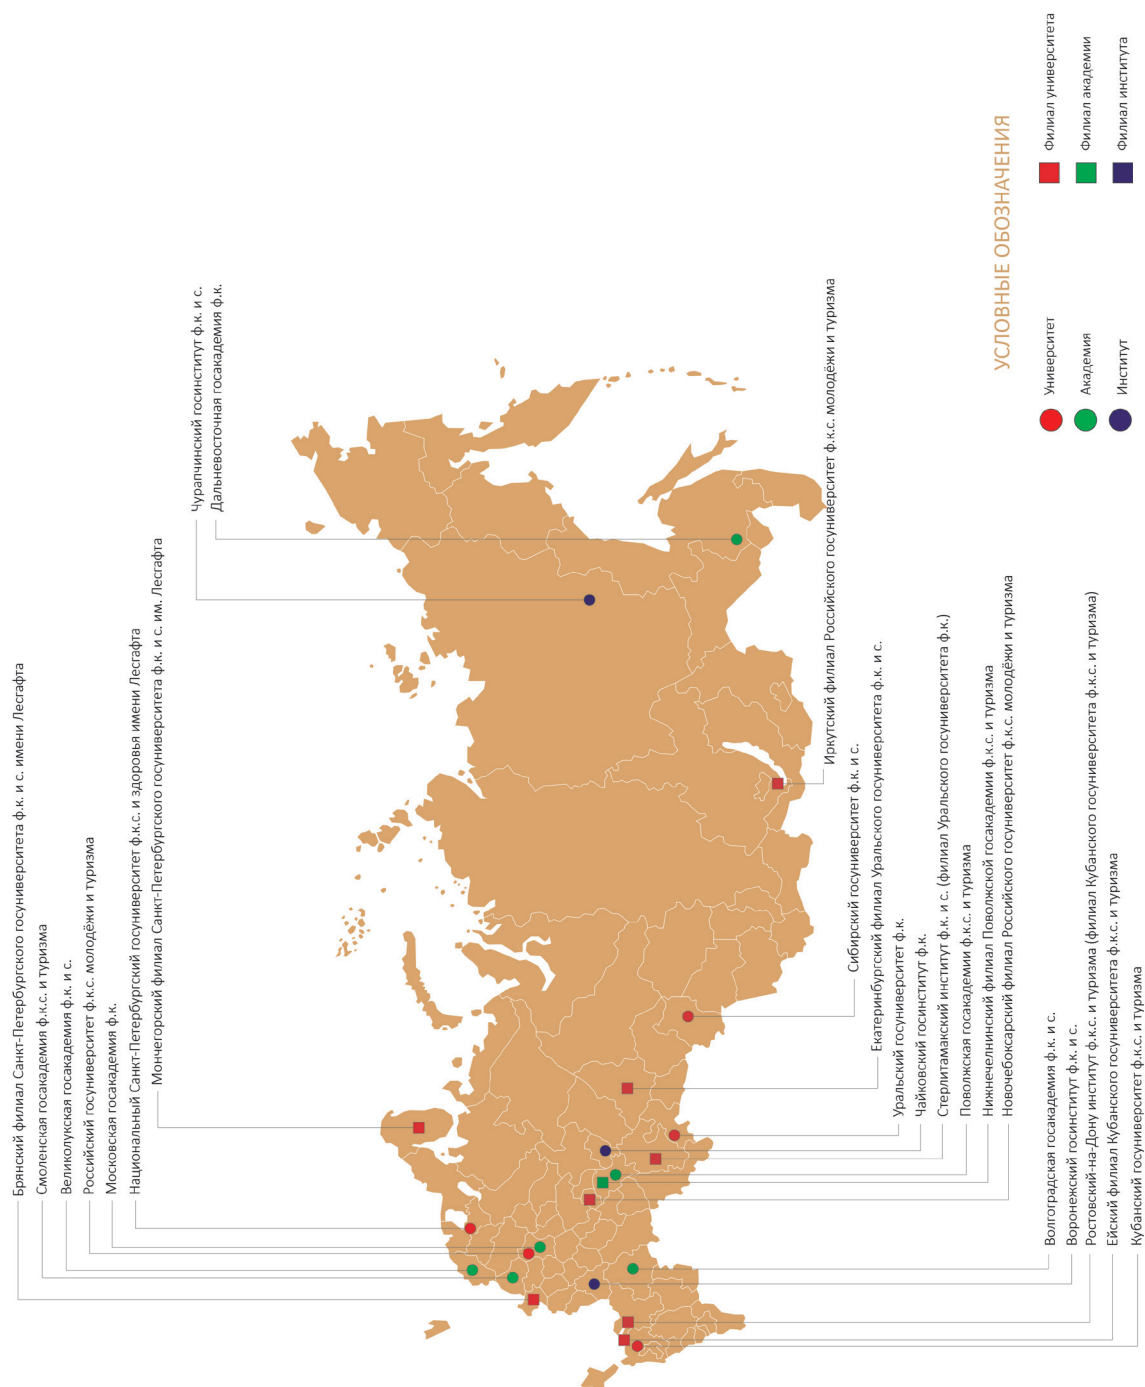 Брянский филиал Санкт-Петербургского госуниверситета ф.к. и с. имени Лесгафта
Смоленская госакадемия ф.к.с. и туризма
Великолукская госакадемия ф.к. и с.
Российский госуниверситет ф.к.с. молодёжи и туризма
Московская госакадемия ф.к.
Национальный Санкт-Петербургский госуниверситет ф.к.с. и здоровья имени Лесгафта
Мончегорский филиал Санкт-Петербургского госуниверситета ф.к. и с. им. Лесгафта
Чурапчинский госинститут ф.к. и с.
Дальневосточная госакадемия ф.к.
Иркутский филиал Российского госуниверситет ф.к.с. молодёжи и туризма
Сибирский госуниверситет ф.к. и с.
Екатеринбургский филиал Уральского госуниверситета ф.к. и с.
Уральский госуниверситет ф.к.
Чайковский госинститут ф.к.
Стерлитамакский институт ф.к. и с. (филиал Уральского госуниверситета ф.к.)
Поволжская госакадемии ф.к.с. и туризма
Нижнечелнинский филиал Поволжской госакадемии ф.к.с. и туризма
Новочебоксарский филиал Российского госуниверситет ф.к.с. молодёжи и туризма
Волгоградская госакадемия ф.к. и с.
Воронежский госинститут ф.к. и с.
Ростовский-на-Дону институт ф.к.с. и туризма (филиал Кубанского госуниверситета ф.к.с. и туризма)
Ейский филиал Кубанского госуниверситета ф.к.с. и туризма
Кубанский госуниверситет ф.к.с. и туризма
УСЛОВНЫЕ ОБОЗНАЧЕНИЯ
Университет
Академия
Институт
Филиал университета
Филиал академии
Филиал института